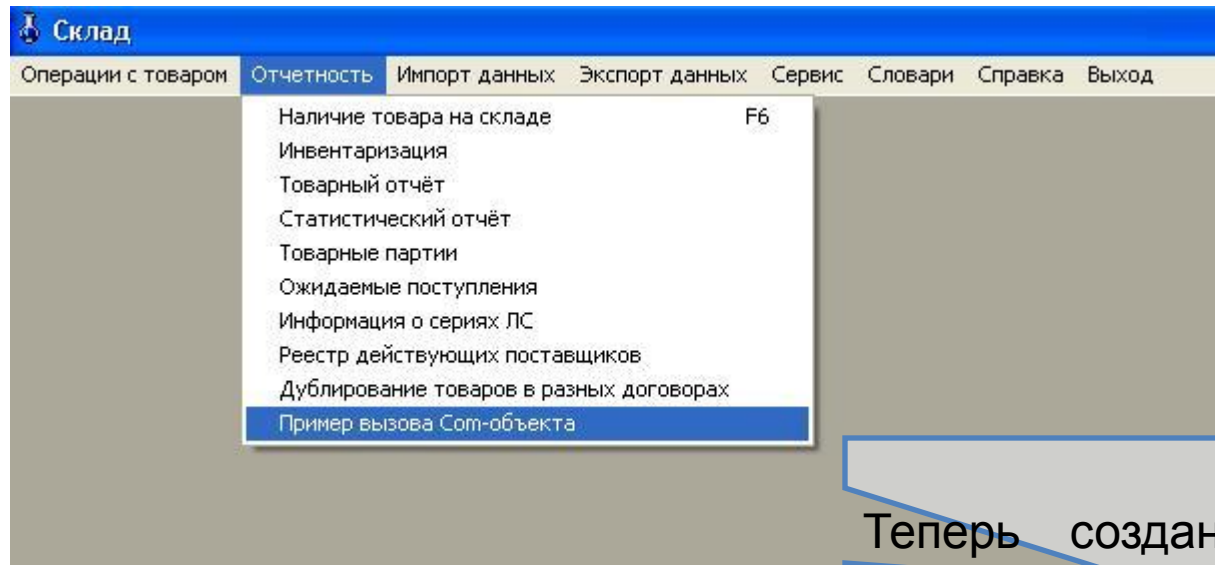 Склад
Операции с товаром Отчетность Импорт данных Экспорт данных Сервис Словари Справка Выход
Наличие товара на складе F6
Инвентаризация
Товарный отчёт
Статистический отчёт
Товарные партии
Ожидаемые поступления
Информация о сериях ЛС
Реестр действующих поставщиков
Дублирование товаров в разных договорах
Пример вызова Com-объекта
Теперь создан